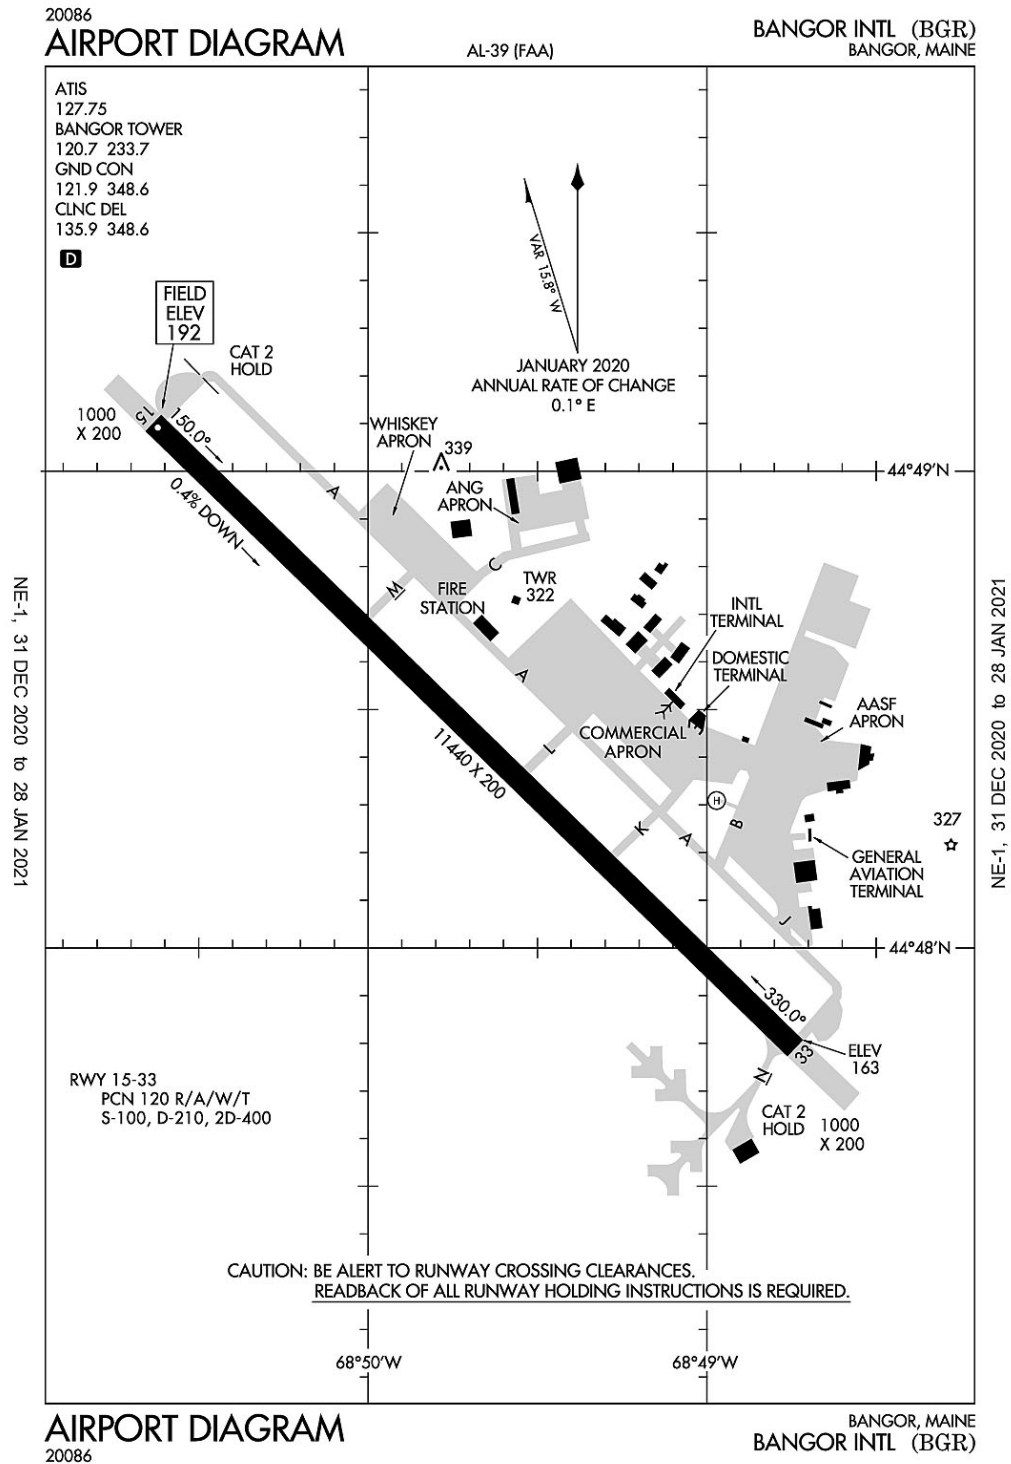 20086
AIRPORT DIAGRAM
AL-39 (FAA)
BANGOR INTL (BGR)
BANGOR, MAINE
ATIS
127.75
BANGOR TOWER
120.7 233.7
GND CON
121.9 348.6
CLNC DEL
135.9 348.6
D
VAR 15.8° W
JANUARY 2020
ANNUAL RATE OF CHANGE
0.1° E
FIELD
ELEV
192
CAT 2
HOLD
1000
X 200
15
150.0°
0.4% DOWN
A
WHISKEY
APRON
339
ANG
APRON
44°49'N
C
M
FIRE
STATION
TWR
322
INTL
TERMINAL
DOMESTIC
TERMINAL
A
AASF
APRON
COMMERCIAL
APRON
L
11440 X 200
H
K
A
B
327
GENERAL
AVIATION
TERMINAL
J
44°48'N
330.0°
33
ELEV
163
N
CAT 2
HOLD
1000
X 200
RWY 15-33
PCN 120 R/A/W/T
S-100, D-210, 2D-400
CAUTION: BE ALERT TO RUNWAY CROSSING CLEARANCES.
READBACK OF ALL RUNWAY HOLDING INSTRUCTIONS IS REQUIRED.
68°50'W
68°49'W
NE-1, 31 DEC 2020 to 28 JAN 2021
NE-1, 31 DEC 2020 to 28 JAN 2021
AIRPORT DIAGRAM
20086
BANGOR, MAINE
BANGOR INTL (BGR)